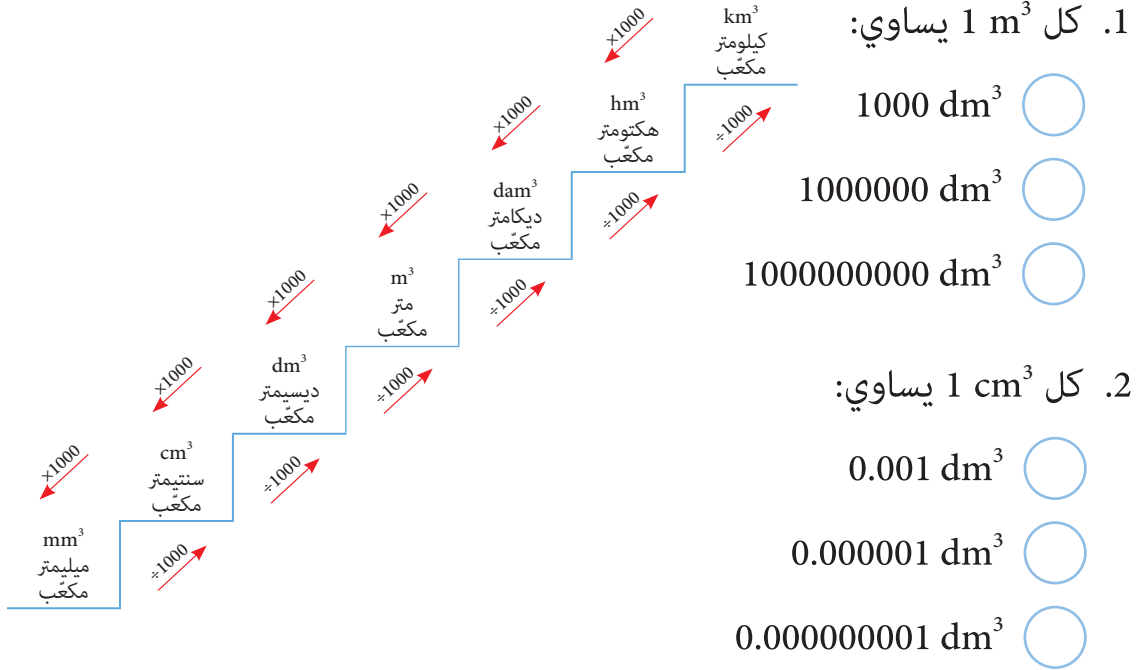 1. كل 1 m³ يساوي:
1000 dm³
1000000 dm³
1000000000 dm³
2. كل 1 cm³ يساوي:
0.001 dm³
0.000001 dm³
0.000000001 dm³
km³
كيلومتر
مكعّب
×1000
÷1000
hm³
هكتومتر
مكعّب
×1000
÷1000
dam³
ديكامتر
مكعّب
×1000
÷1000
m³
متر
مكعّب
×1000
÷1000
dm³
ديسيمتر
مكعّب
×1000
÷1000
cm³
سنتيمتر
مكعّب
×1000
÷1000
mm³
ميليمتر
مكعّب